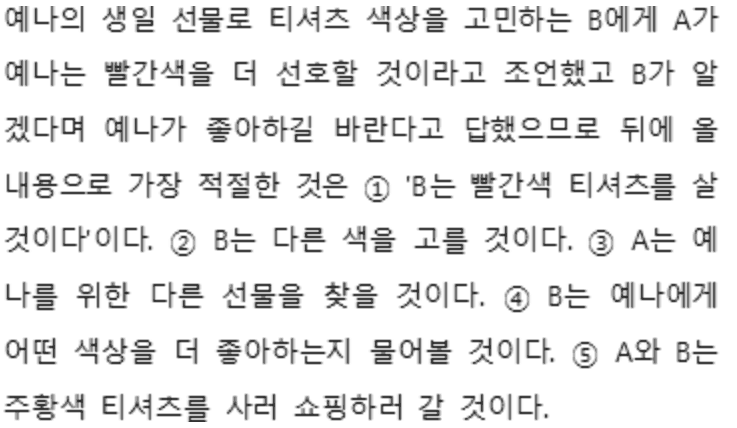 예나의 생일 선물로 티셔츠 색상을 고민하는 B에게 A가
예나는 빨간색을 더 선호할 것이라고 조언했고 B가 알
겠다며 예나가 좋아하길 바란다고 답했으므로 뒤에 올
내용으로 가장 적절한 것은 ① 'B는 빨간색 티셔츠를 살
것이다'이다. ② B는 다른 색을 고를 것이다. ③ A는 예
나를 위한 다른 선물을 찾을 것이다. ④ B는 예나에게
어떤 색상을 더 좋아하는지 물어볼 것이다. ⑤ A와 B는
주황색 티셔츠를 사러 쇼핑하러 갈 것이다.